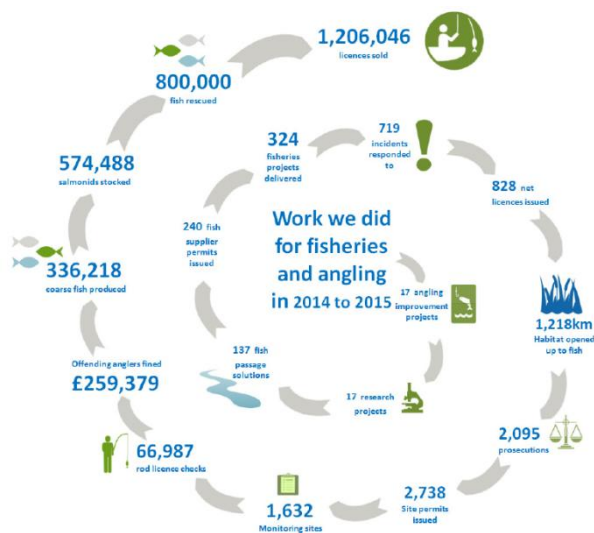 1,206,046
licences sold
800,000
fish rescued
574,488
salmonids stocked
336,218
coarse fish produced
Offending anglers fined
£259,379
66,987
rod licence checks
1,632
Monitoring sites
2,738
Site permits
issued
2,095
prosecutions
1,218km
Habitat opened
up to fish
828 net
licences issued
719
incidents
responded
to
324
fisheries
projects
delivered
240 fish
supplier
permits
issued
137 fish
passage
solutions
17 research
projects
17 angling
improvement
projects
Work we did
for fisheries
and angling
in 2014 to 2015